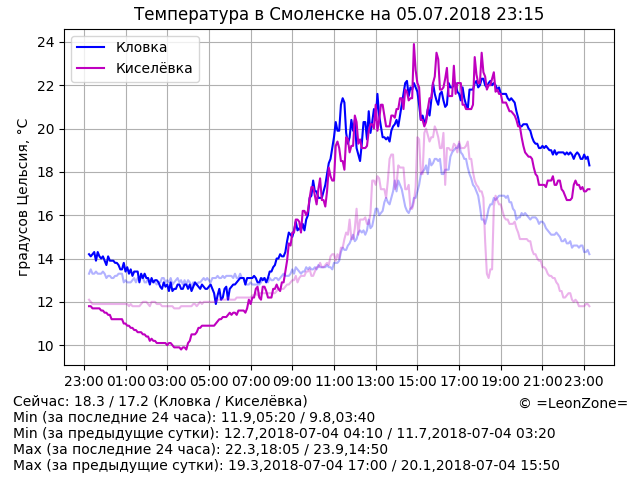 Температура в Смоленске на 05.07.2018 23:15
Кловка
Киселёвка
градусов Цельсия, °C
24
22
20
18
16
14
12
10
23:00 01:00 03:00 05:00 07:00 09:00 11:00 13:00 15:00 17:00 19:00 21:00 23:00
Сейчас: 18.3 / 17.2 (Кловка / Киселёвка)
© =LeonZone=
Min (за последние 24 часа): 11.9,05:20 / 9.8,03:40
Min (за предыдущие сутки): 12.7,2018-07-04 04:10 / 11.7,2018-07-04 03:20
Max (за последние 24 часа): 22.3,18:05 / 23.9,14:50
Max (за предыдущие сутки): 19.3,2018-07-04 17:00 / 20.1,2018-07-04 15:50